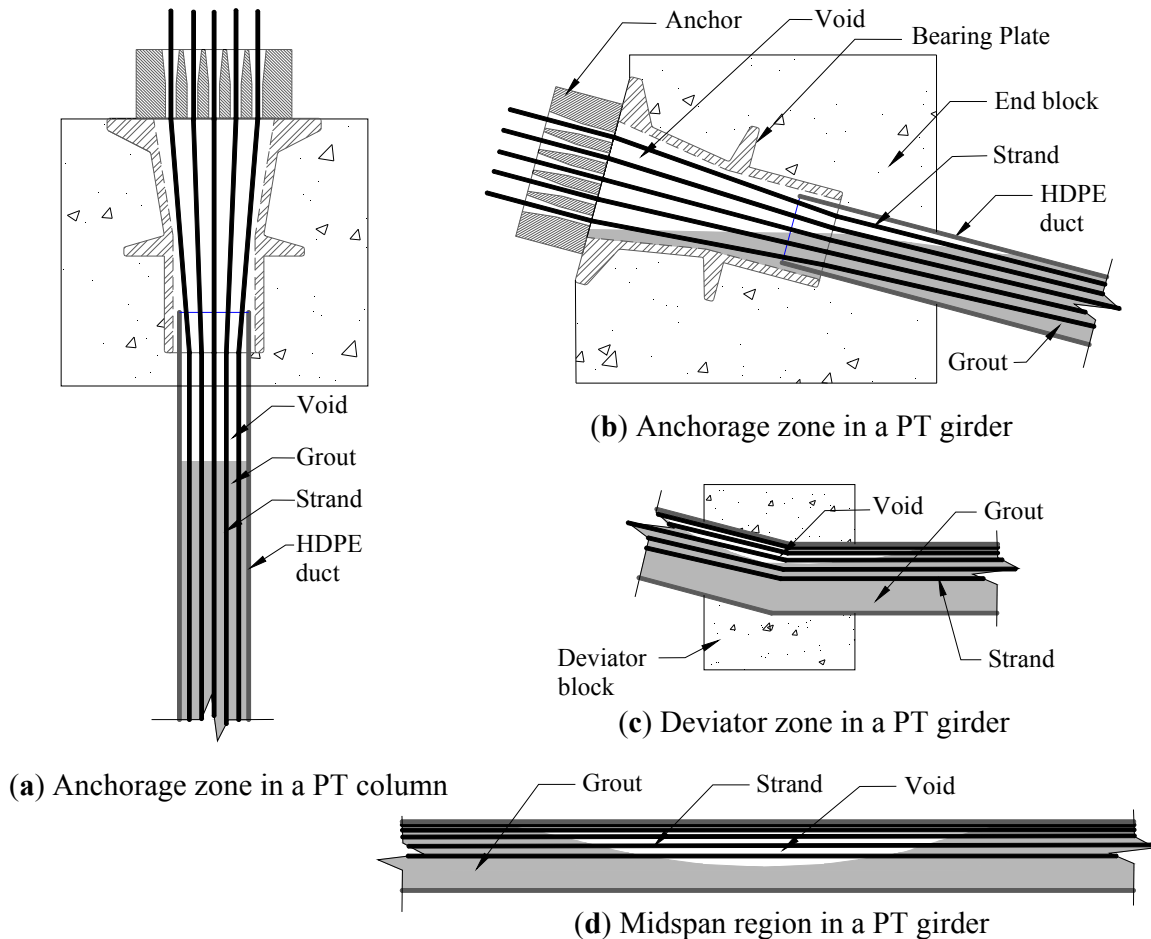 Void
Grout
Strand
HDPE
duct
(a) Anchorage zone in a PT column
Anchor
Void
Bearing Plate
End block
Strand
HDPE
duct
Grout
(b) Anchorage zone in a PT girder
Void
Grout
Deviator
block
Strand
(c) Deviator zone in a PT girder
Grout
Strand
Void
(d) Midspan region in a PT girder